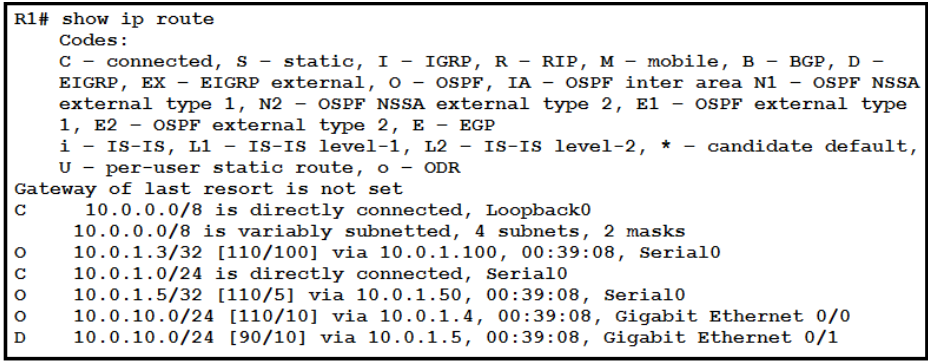 R1# show ip route
Codes:
C – connected, S – static, I – IGRP, R – RIP, M – mobile, B – BGP, D –
EIGRP, EX – EIGRP external, O – OSPF, IA – OSPF inter area N1 – OSPF NSSA
external type 1, N2 – OSPF NSSA external type 2, E1 – OSPF external type
1, E2 – OSPF external type 2, E – EGP
i – IS-IS, L1 – IS-IS level-1, L2 – IS-IS level-2, * – candidate default,
U – per-user static route, o – ODR
Gateway of last resort is not set
C 10.0.0.0/8 is directly connected, Loopback0
10.0.0.0/8 is variably subnetted, 4 subnets, 2 masks
O 10.0.1.3/32 [110/100] via 10.0.1.100, 00:39:08, Serial0
C 10.0.1.0/24 is directly connected, Serial0
O 10.0.1.5/32 [110/5] via 10.0.1.50, 00:39:08, Serial0
O 10.0.10.0/24 [110/10] via 10.0.1.4, 00:39:08, Gigabit Ethernet 0/0
D 10.0.10.0/24 [90/10] via 10.0.1.5, 00:39:08, Gigabit Ethernet 0/1